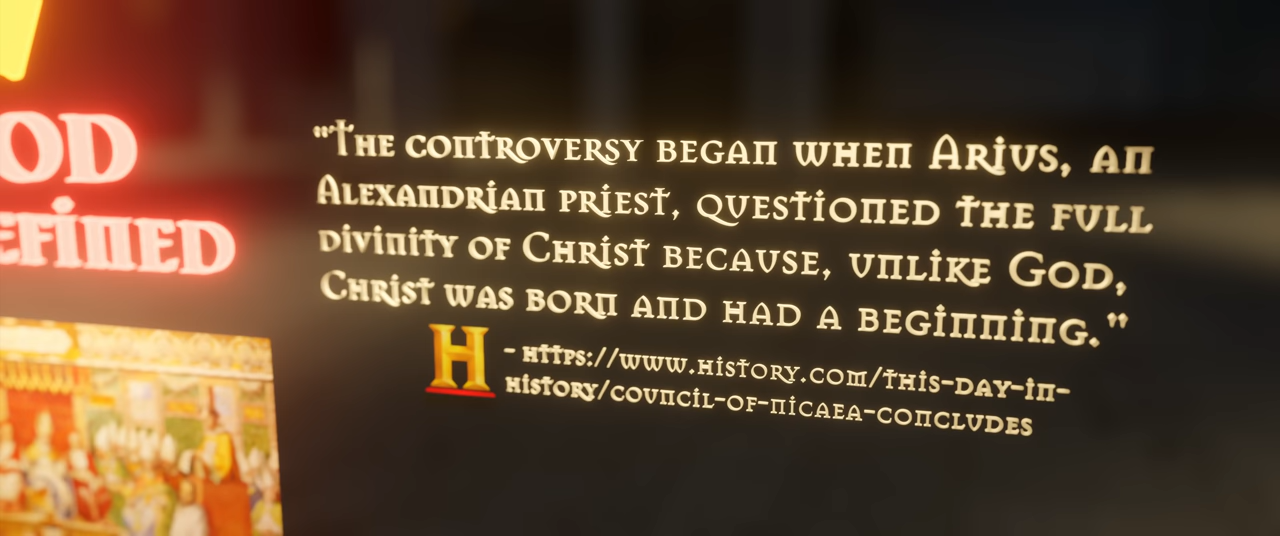 OD
EFINED
"The controversy began when Arius, an
Alexandrian priest, questioned the full
divinity of Christ because, unlike God,
Christ was born and had a beginning."
H
- https://www.history.com/this-day-in-
history/council-of-nicaea-concludes